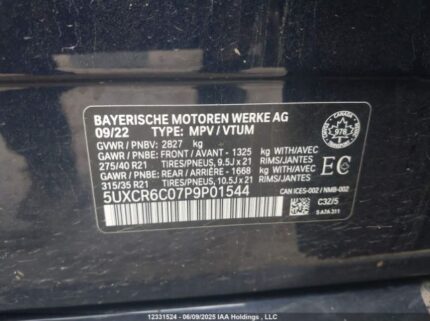 BAYERISCHE MOTOREN WERKE AG
09/22 TYPE: MPV / VTUM
GVWR / PNBV: 2827 kg
GAWR / PNBE: FRONT / AVANT - 1325 kg WITH/AVEC
275/40 R21 TIRES/PNEUS, 9.5J x 21 RIMS/JANTES
GAWR / PNBE: REAR / ARRIÈRE - 1668 kg WITH/AVEC
315/35 R21 TIRES/PNEUS, 10.5J x 21 RIMS/JANTES
5UXCR6C07P9P01544
CANADA
978
EC
CAN ICES-002 / NMB-002
C32/5
12331524 - 06/09/2025 IAA Holdings , LLC